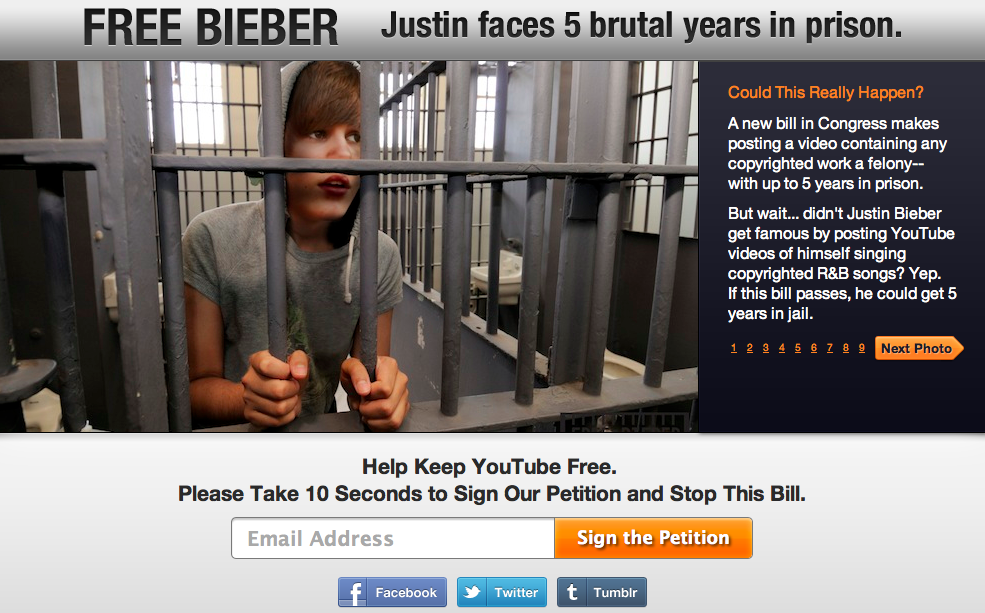 FREE BIEBER
Justin faces 5 brutal years in prison.
Could This Really Happen?
A new bill in Congress makes
posting a video containing any
copyrighted work a felony--
with up to 5 years in prison.
But wait... didn't Justin Bieber
get famous by posting YouTube
videos of himself singing
copyrighted R&B songs? Yep.
If this bill passes, he could get 5
years in jail.
1 2 3 4 5 6 7 8 9 Next Photo
FREE BIEBER
Help Keep YouTube Free.
Please Take 10 Seconds to Sign Our Petition and Stop This Bill.
Email Address
Sign the Petition
f Facebook
Twitter
t Tumblr